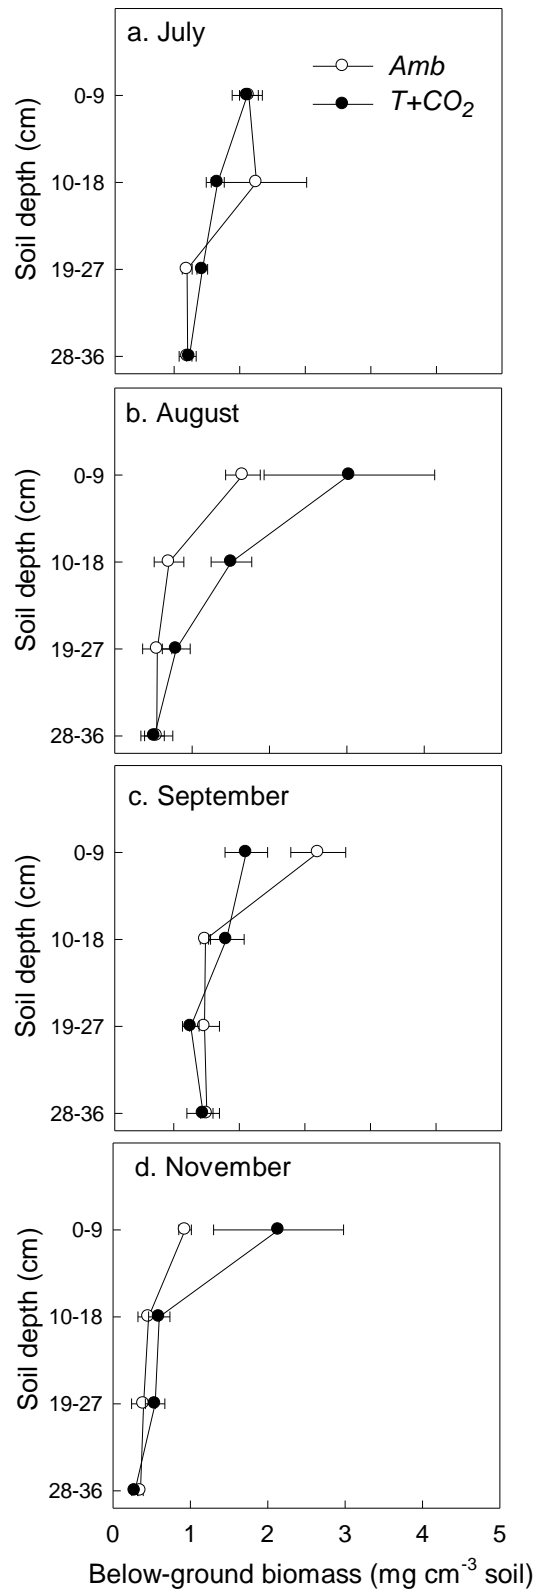 a. July
Amb
T+CO2
Soil depth (cm)
0-9
10-18
19-27
28-36
b. August
Soil depth (cm)
0-9
10-18
19-27
28-36
c. September
Soil depth (cm)
0-9
10-18
19-27
28-36
d. November
Soil depth (cm)
0-9
10-18
19-27
28-36
0 1 2 3 4 5
Below-ground biomass (mg cm-3 soil)